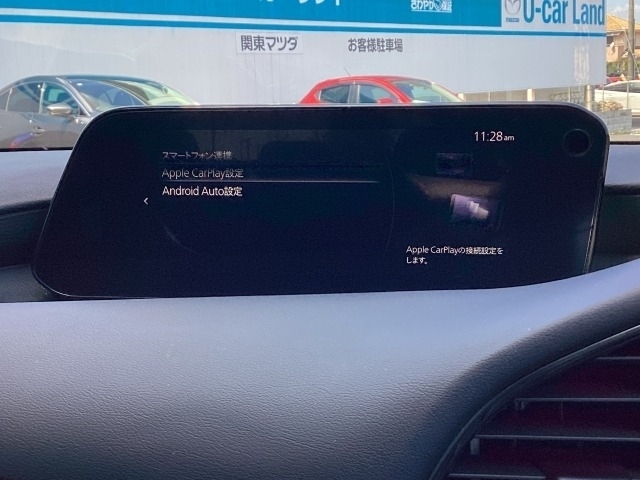 U-car Land
関東マツダ
お客様駐車場
11:28am
スマートフォン連携
Apple CarPlay設定
Android Auto設定
Apple CarPlayの接続設定を
します。